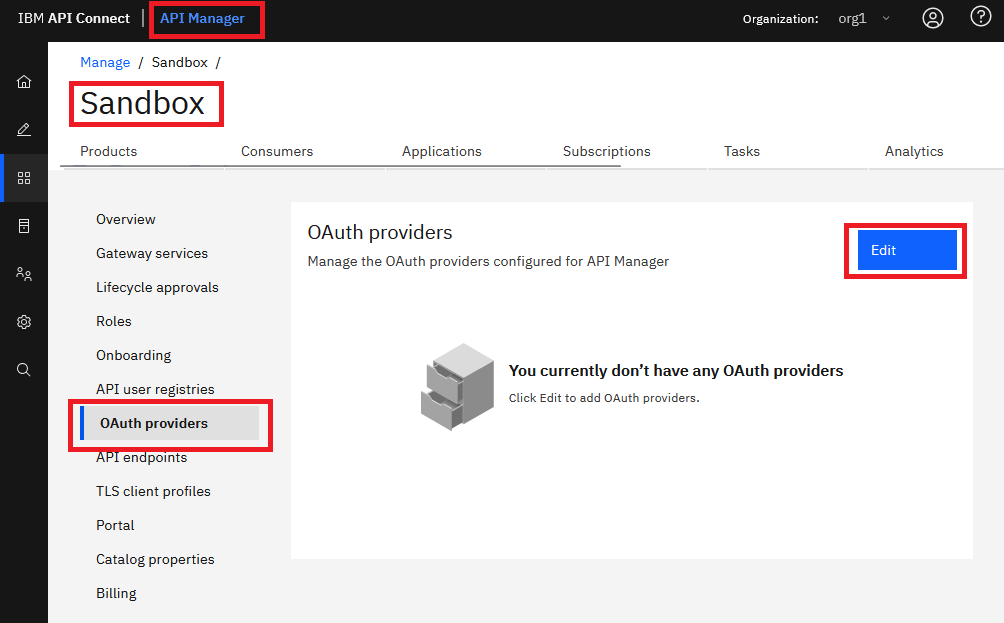 IBM API Connect | API Manager
Organization: org1
Manage / Sandbox /
Sandbox
Products Consumers Applications Subscriptions Tasks Analytics
Overview
Gateway services
Lifecycle approvals
Roles
Onboarding
API user registries
OAuth providers
API endpoints
TLS client profiles
Portal
Catalog properties
Billing
OAuth providers
Manage the OAuth providers configured for API Manager
Edit
You currently don’t have any OAuth providers
Click Edit to add OAuth providers.